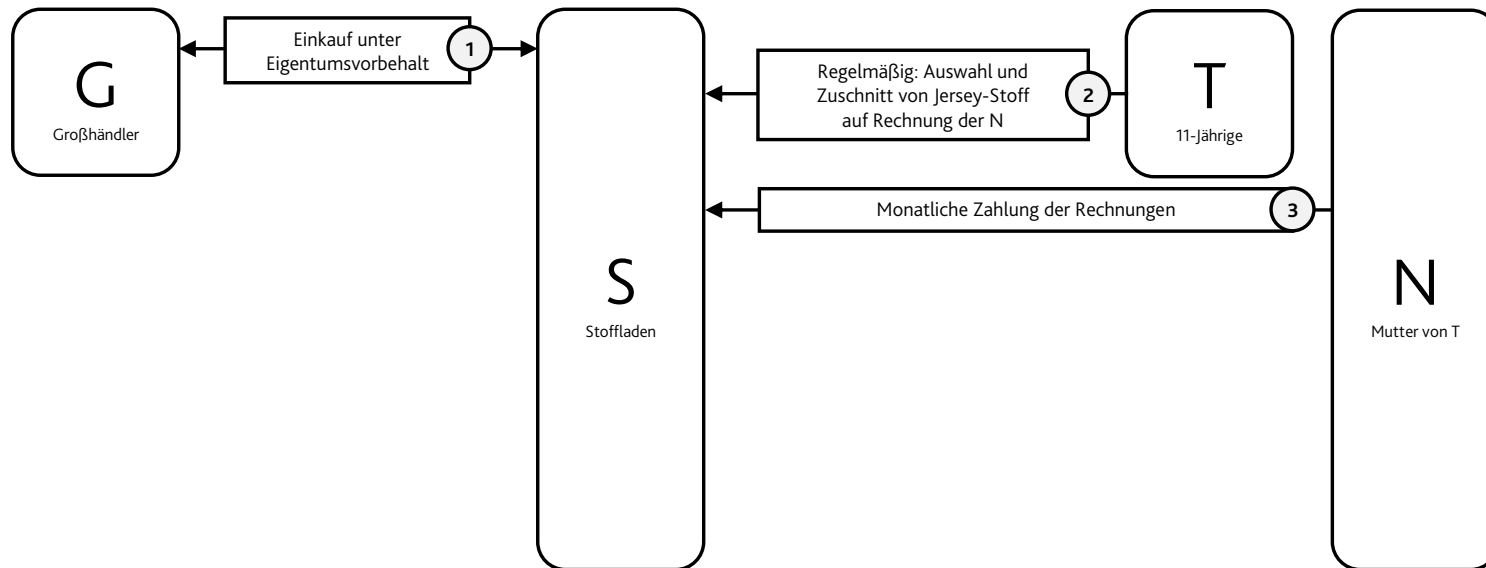 G
Großhändler
Einkauf unter
Eigentumsvorbehalt
1
S
Stoffladen
Regelmäßig: Auswahl und
Zuschnitt von Jersey-Stoff
auf Rechnung der N
2
T
11-Jährige
Monatliche Zahlung der Rechnungen
3
N
Mutter von T